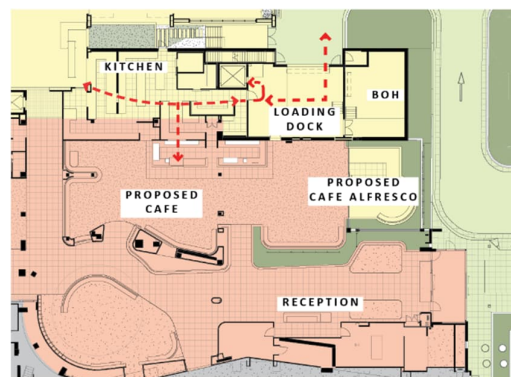 KITCHEN
BOH
LOADING
DOCK
PROPOSED
CAFE ALFRESCO
PROPOSED
CAFE
RECEPTION